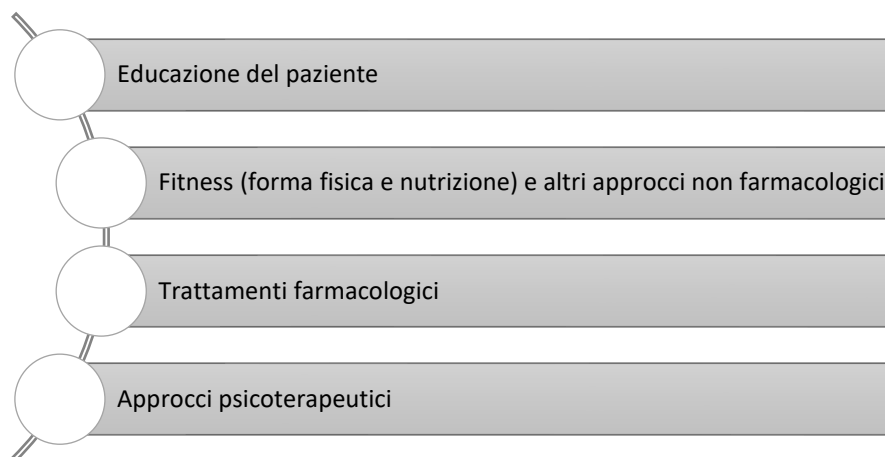 Educazione del paziente
Fitness (forma fisica e nutrizione) e altri approcci non farmacologici
Trattamenti farmacologici
Approcci psicoterapeutici